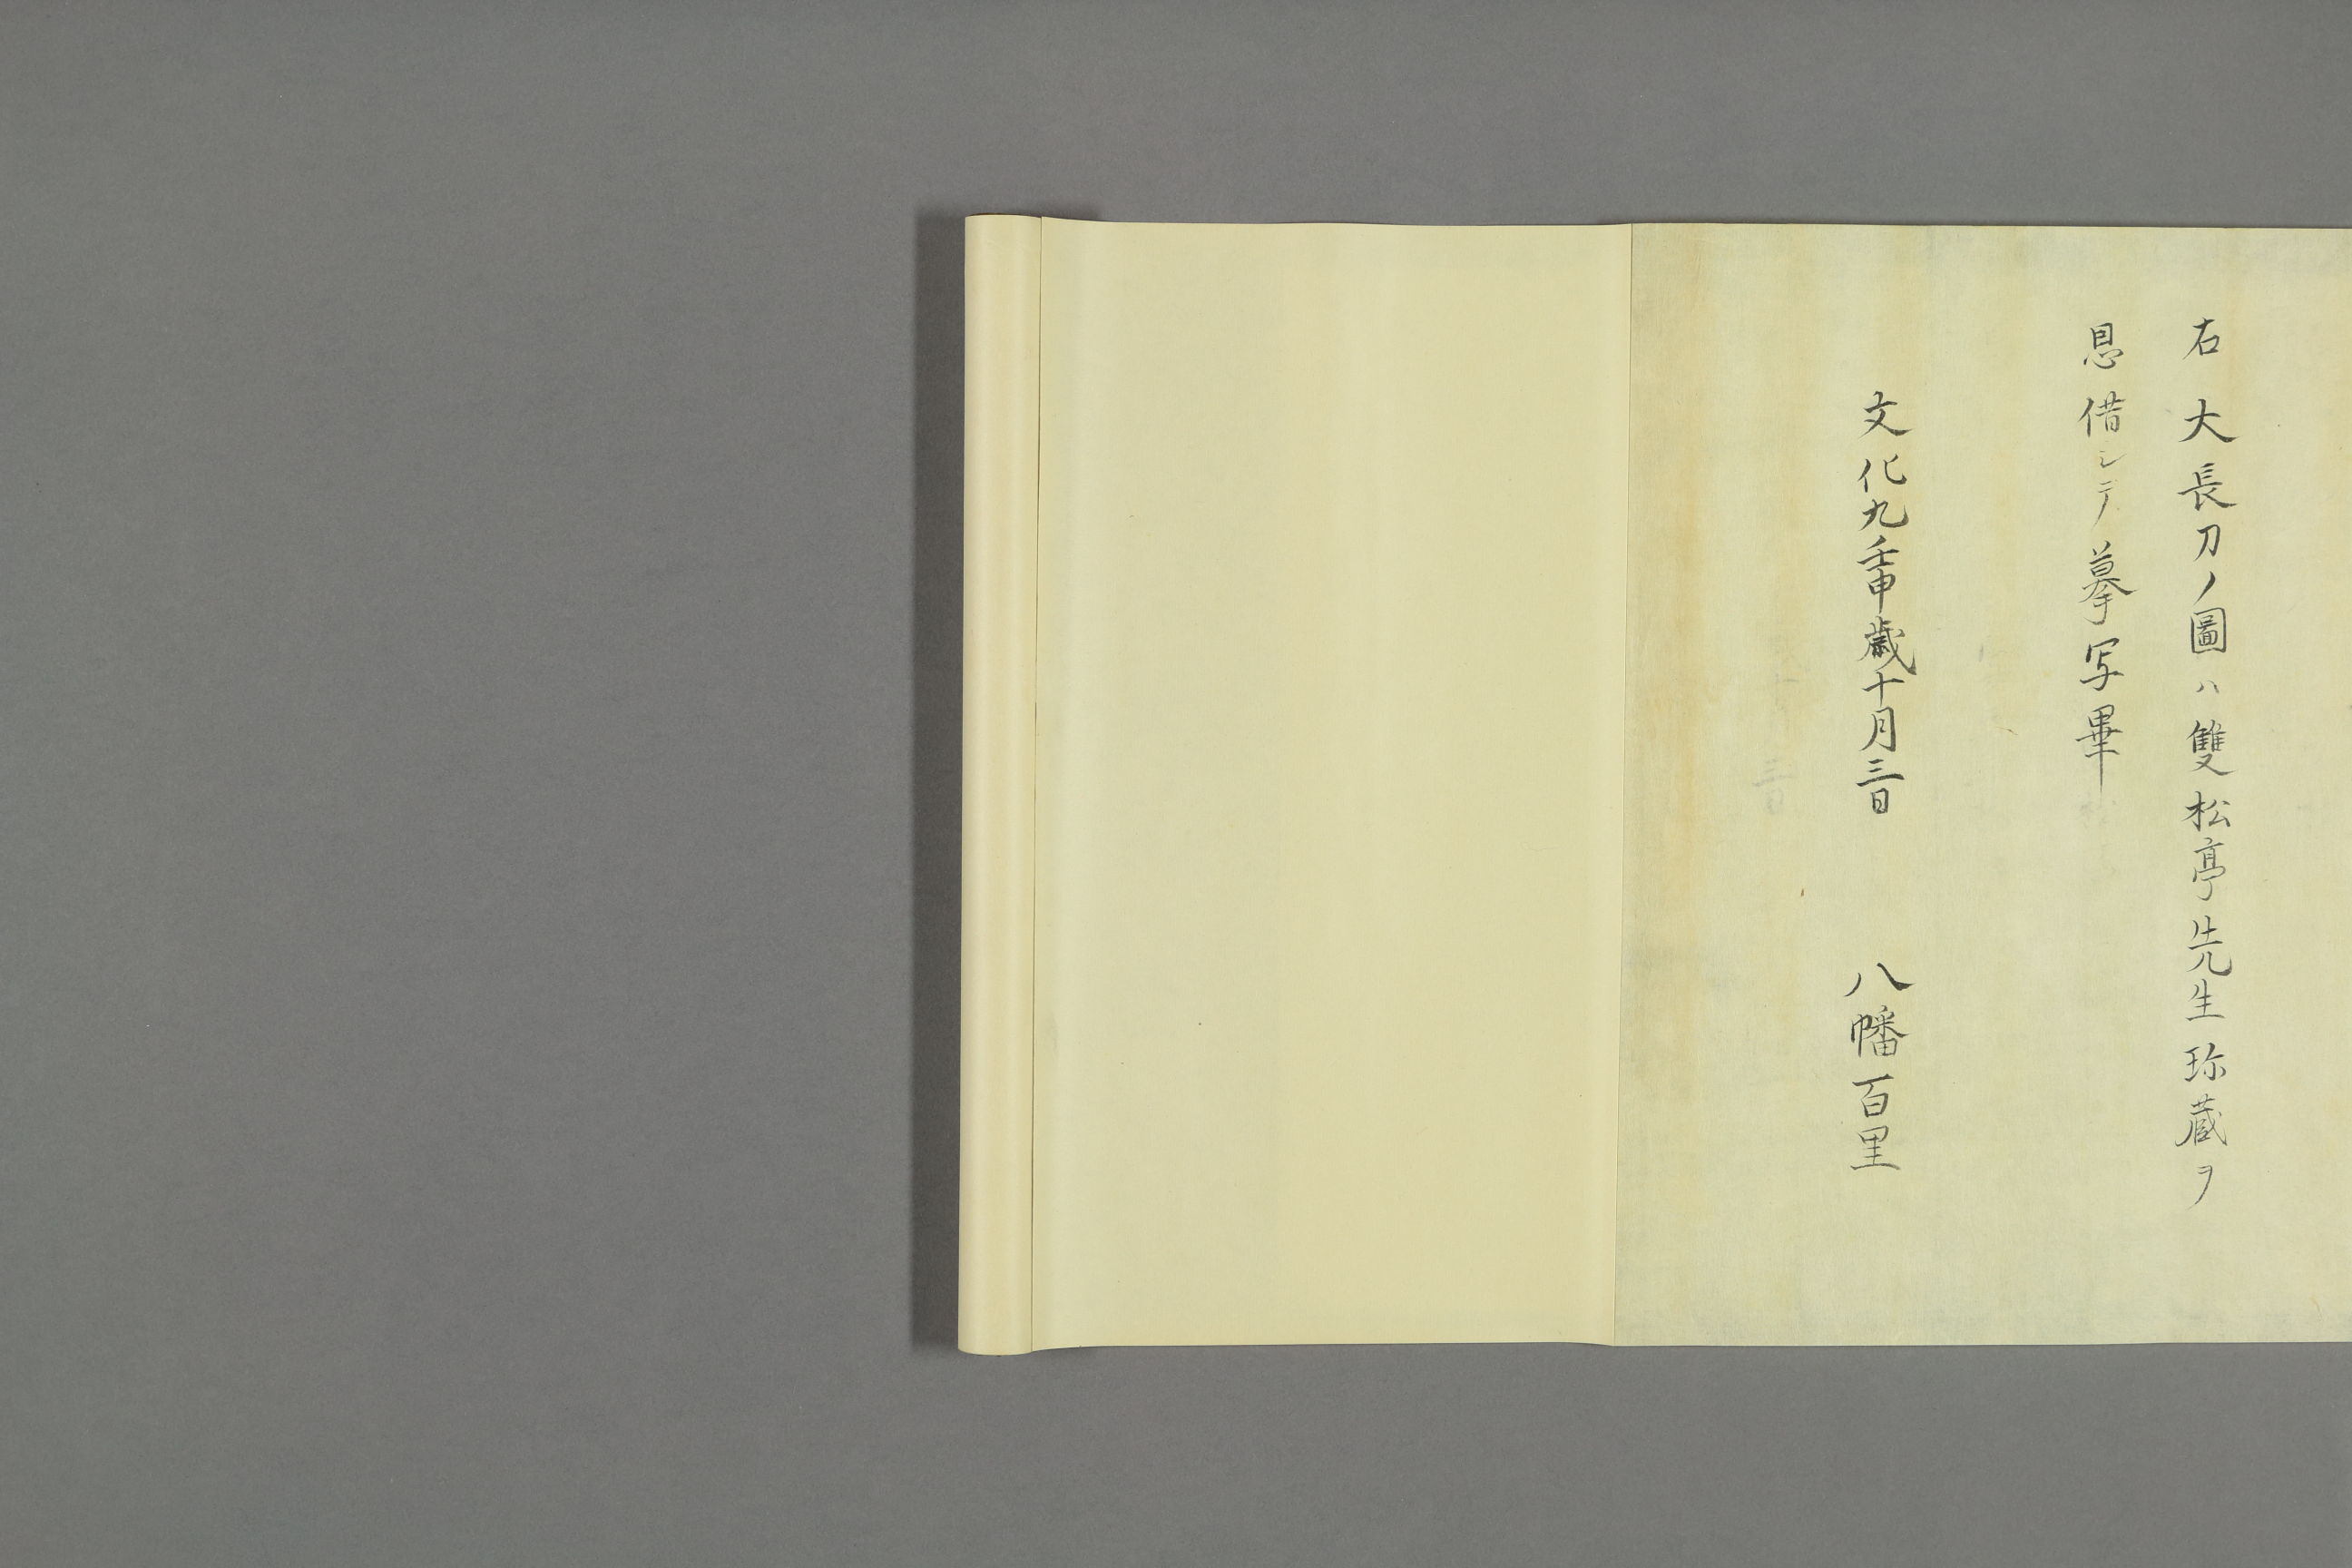 右大長刀ノ圖ハ雙松亭先生珎蔵ヲ
恩借シテ摹写畢
文化九壬申歳十月三日　八幡百里